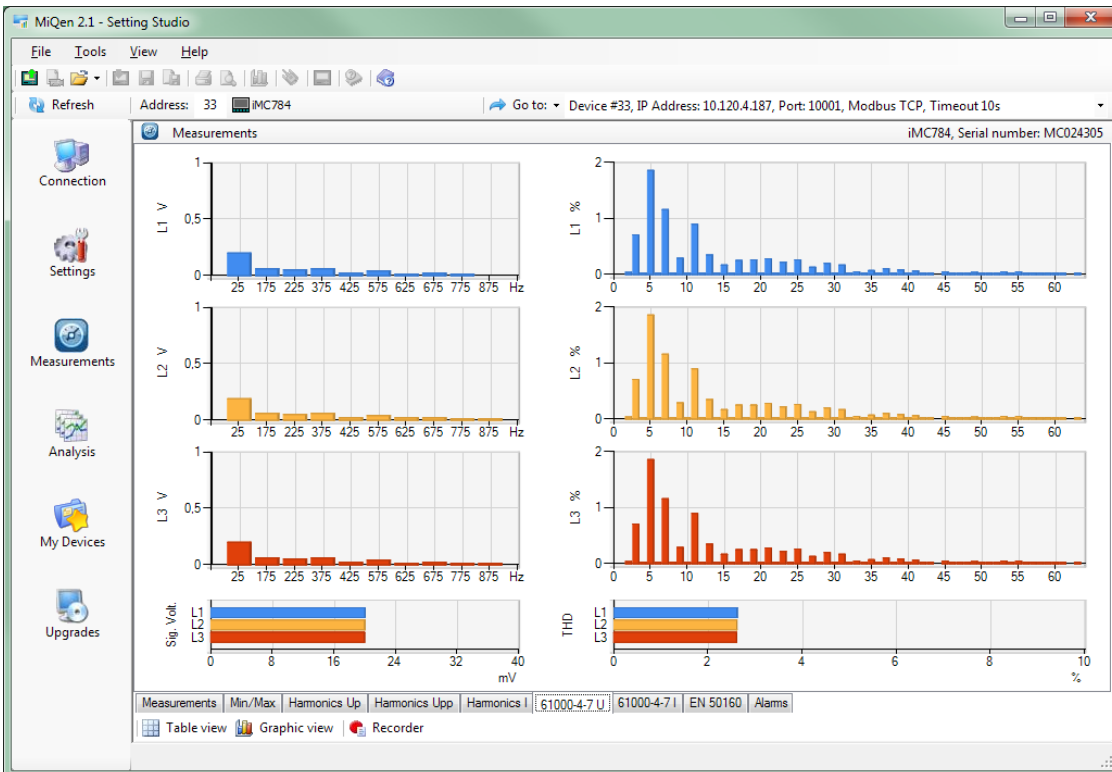 MiQen 2.1 - Setting Studio
File Tools View Help
Refresh Address: 33 iMC784 Go to: Device #33, IP Address: 10.120.4.187, Port: 10001, Modbus TCP, Timeout 10s
Connection
Settings
Measurements
Analysis
My Devices
Upgrades
Measurements iMC784, Serial number: MC024305
1
0,5
0
L1 V
25 175 225 375 425 575 625 675 775 875 Hz
2
1
0
L1 %
0 5 10 15 20 25 30 35 40 45 50 55 60
1
0,5
0
L2 V
25 175 225 375 425 575 625 675 775 875 Hz
2
1
0
L2 %
0 5 10 15 20 25 30 35 40 45 50 55 60
1
0,5
0
L3 V
25 175 225 375 425 575 625 675 775 875 Hz
2
1
0
L3 %
0 5 10 15 20 25 30 35 40 45 50 55 60
Sig. Volt.
L1
L2
L3
0 8 16 24 32 40
mV
THD
L1
L2
L3
0 2 4 6 8 10
%
Measurements Min/Max Harmonics Up Harmonics Upp Harmonics I 61000-4-7 U 61000-4-7 I EN 50160 Alarms
Table view Graphic view Recorder